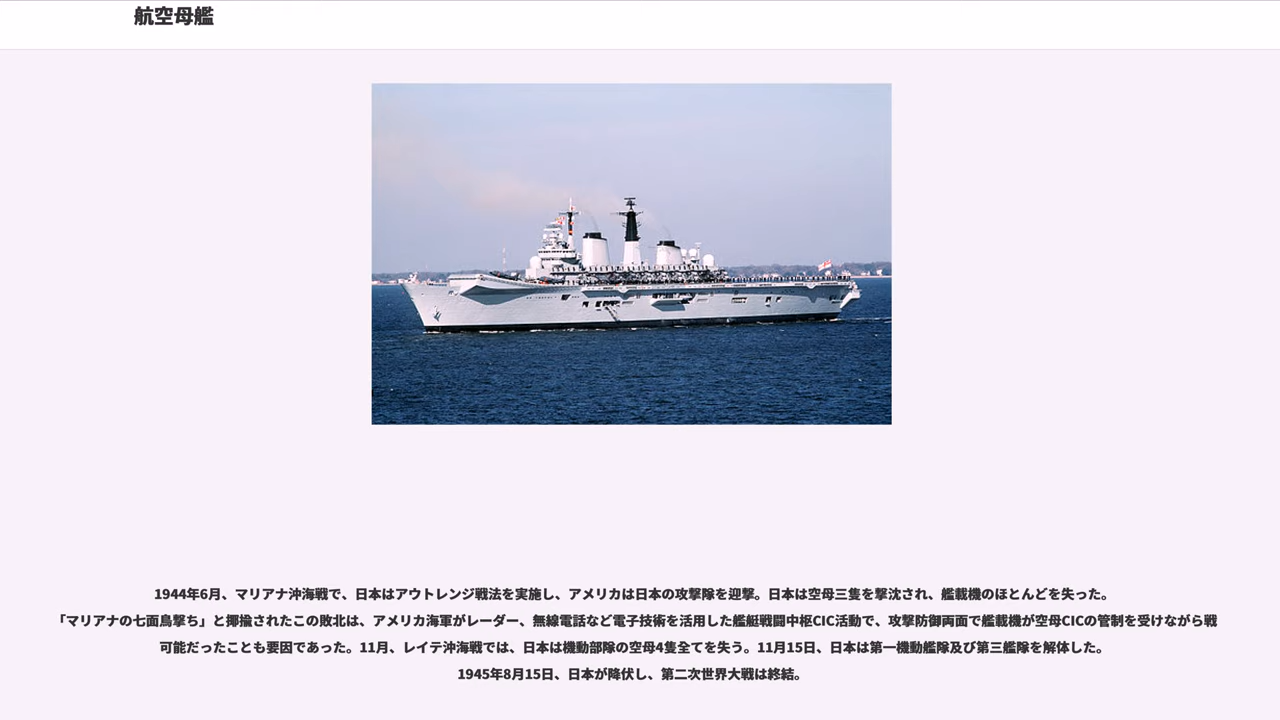 航空母艦
1944年6月、マリアナ沖海戦で、日本はアウトレンジ戦法を実施し、アメリカは日本の攻撃隊を迎撃。日本は空母三隻を撃沈され、艦載機のほとんどを失った。
「マリアナの七面鳥撃ち」と揶揄されたこの敗北は、アメリカ海軍がレーダー、無線電話など電子技術を活用した艦艇戦闘中枢CIC活動で、攻撃防御両面で艦載機が空母CICの管制を受けながら戦
可能だったことも要因であった。11月、レイテ沖海戦では、日本は機動部隊の空母4隻全てを失う。11月15日、日本は第一機動艦隊及び第三艦隊を解体した。
1945年8月15日、日本が降伏し、第二次世界大戦は終結。